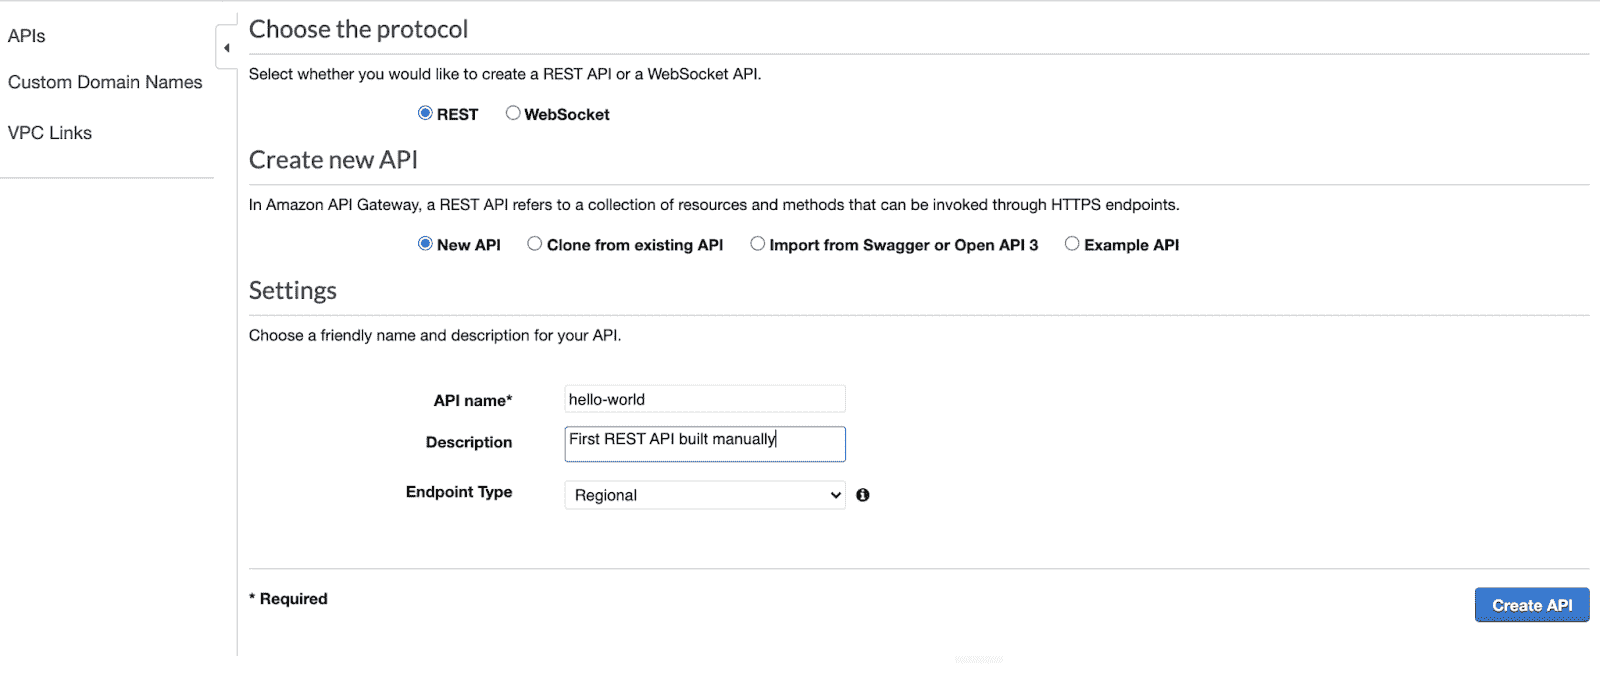 APIs
Custom Domain Names
VPC Links
Choose the protocol
Select whether you would like to create a REST API or a WebSocket API.
REST WebSocket
Create new API
In Amazon API Gateway, a REST API refers to a collection of resources and methods that can be invoked through HTTPS endpoints.
New API Clone from existing API Import from Swagger or Open API 3 Example API
Settings
Choose a friendly name and description for your API.
API name* hello-world
Description First REST API built manually
Endpoint Type Regional
* Required
Create API